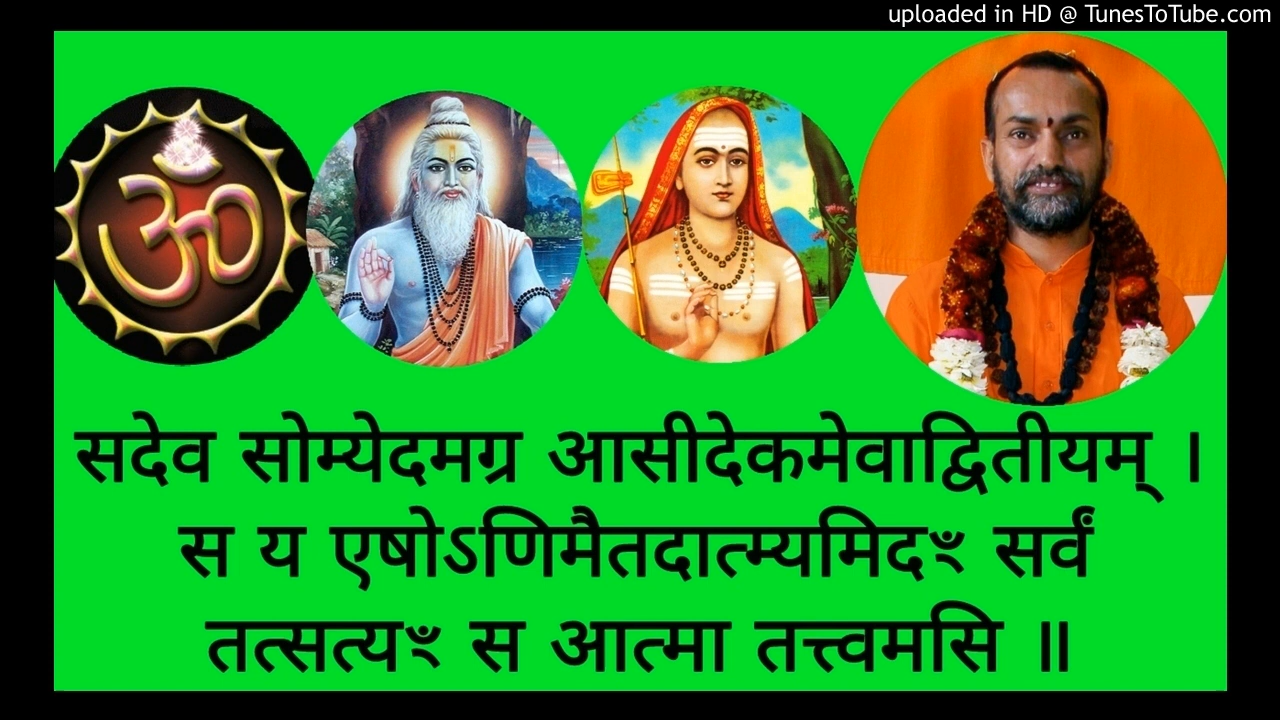 uploaded in HD @ TunesToTube.com
ॐ
सदेव सोम्येदमग्र आसीदेकमेवाद्वितीयम् ।
स य एषोऽणिमैतदात्म्यमिदꣳ सर्वं
तत्सत्यꣳ स आत्मा तत्त्वमसि ॥